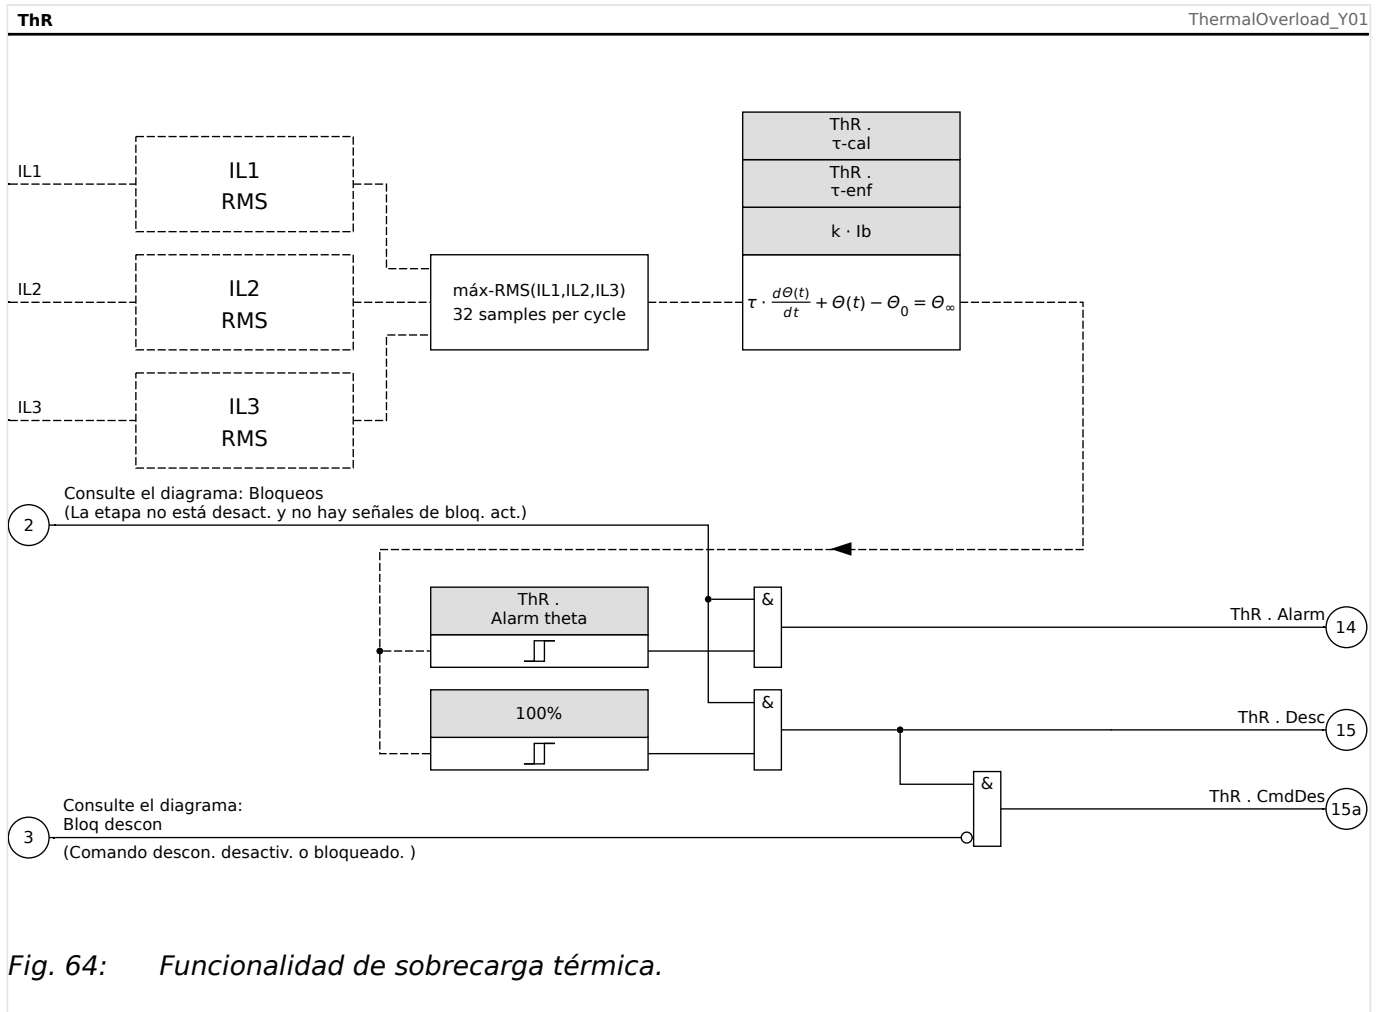 ThR
ThermalOverload_Y01
ThR .
τ-cal
ThR .
τ-enf
k · Ib
τ · dΘ(t)/dt + Θ(t) − Θ0 = Θ∞
IL1
IL1
RMS
IL2
IL2
RMS
máx-RMS(IL1,IL2,IL3)
32 samples per cycle
IL3
IL3
RMS
Consulte el diagrama: Bloqueos
(La etapa no está desact. y no hay señales de bloq. act.)
2
ThR .
Alarm theta
&
ThR . Alarm
14
100%
&
ThR . Desc
15
&
ThR . CmdDes
15a
Consulte el diagrama:
Bloq descon
3
(Comando descon. desactiv. o bloqueado. )
Fig. 64: Funcionalidad de sobrecarga térmica.